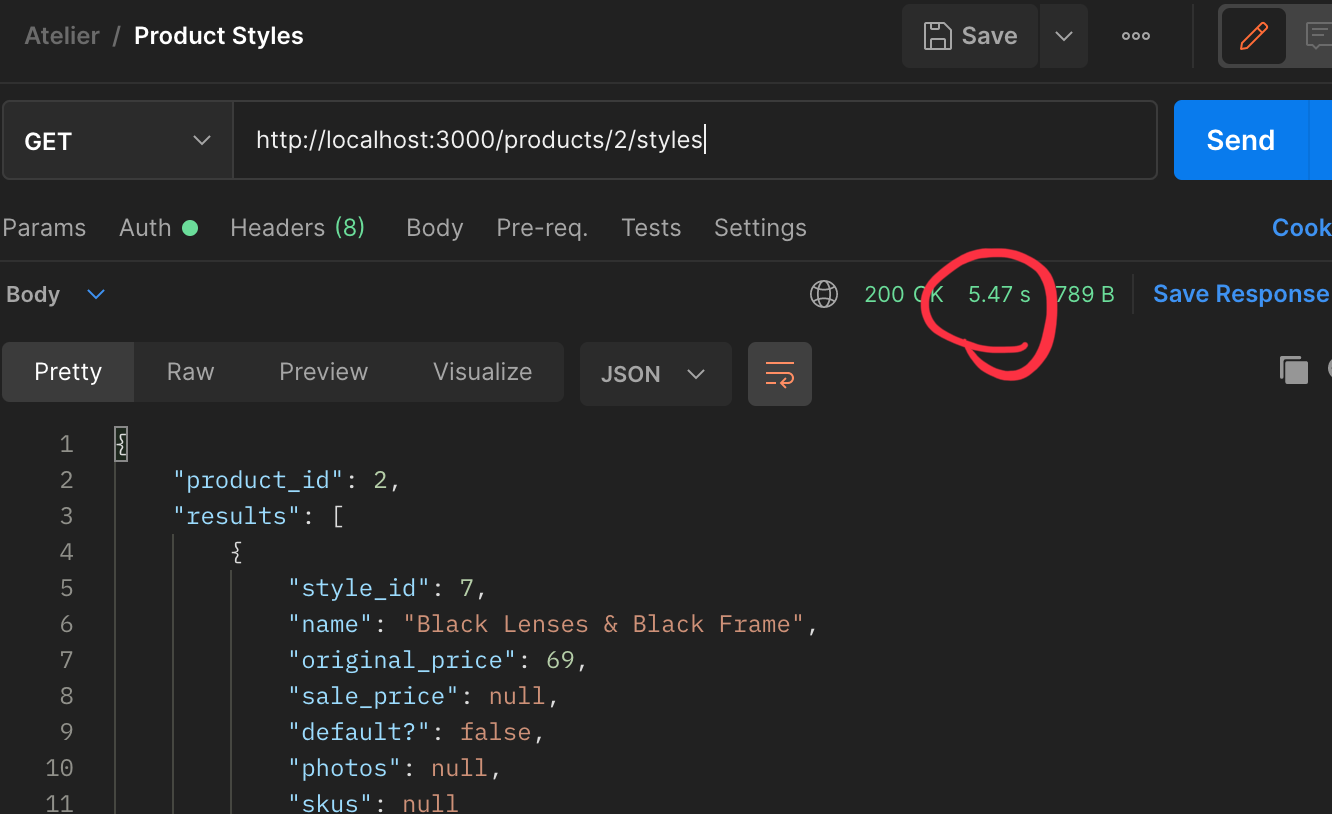 Atelier / Product Styles
Save
GET
http://localhost:3000/products/2/styles
Send
Params Auth Headers (8) Body Pre-req. Tests Settings Cook
Body 200 OK 5.47 s 789 B Save Response
Pretty Raw Preview Visualize JSON
1 {
2 "product_id": 2,
3 "results": [
4 {
5 "style_id": 7,
6 "name": "Black Lenses & Black Frame",
7 "original_price": 69,
8 "sale_price": null,
9 "default?": false,
10 "photos": null,
11 "skus": null